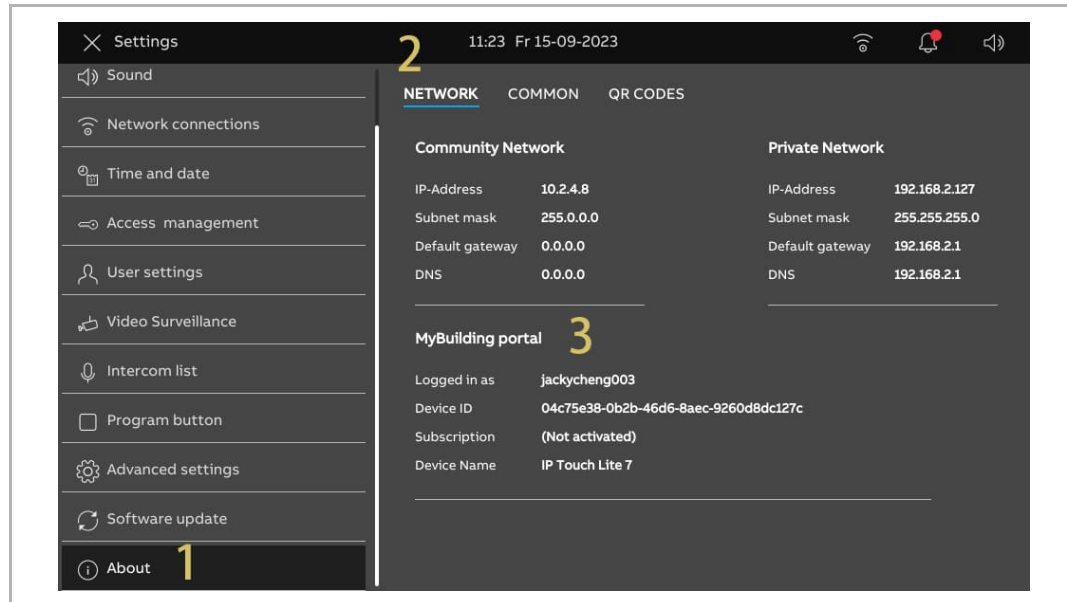 Settings
11:23 Fr 15-09-2023
2
Sound
Network connections
Time and date
31
Access management
User settings
Video Surveillance
Intercom list
Program button
Advanced settings
Software update
About
1
NETWORK COMMON QR CODES
Community Network
IP-Address 10.2.4.8
Subnet mask 255.0.0.0
Default gateway 0.0.0.0
DNS 0.0.0.0
Private Network
IP-Address 192.168.2.127
Subnet mask 255.255.255.0
Default gateway 192.168.2.1
DNS 192.168.2.1
MyBuilding portal
3
Logged in as jackycheng003
Device ID 04c75e38-0b2b-46d6-8aec-9260d8dc127c
Subscription (Not activated)
Device Name IP Touch Lite 7